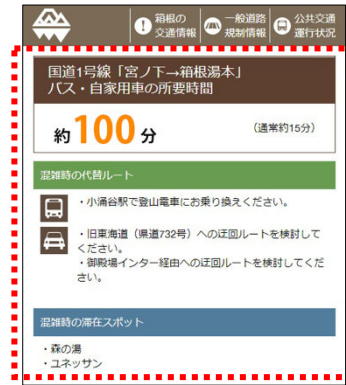 箱根の
交通情報
一般道路
規制情報
公共交通
運行状況
国道1号線「宮ノ下→箱根湯本」
バス・自家用車の所要時間
約100分
（通常約15分）
混雑時の代替ルート
・小涌谷駅で登山電車にお乗り換えください。
・旧東海道（県道732号）への迂回ルートを検討して
ください。
・御殿場インター経由への迂回ルートを検討してくだ
さい。
混雑時の滞在スポット
・森の湯
・ユネッサン